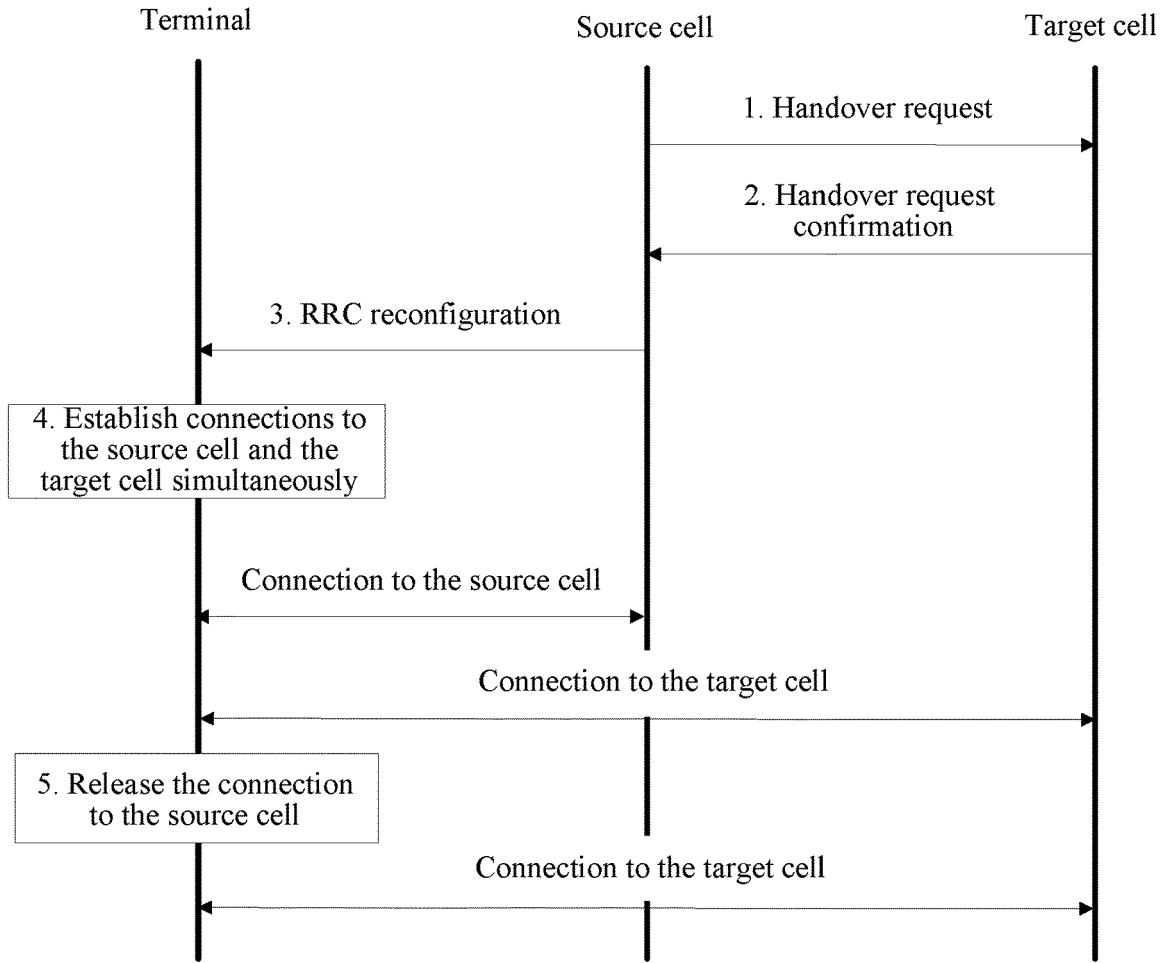 Terminal
Source cell
Target cell
1. Handover request
2. Handover request
confirmation
3. RRC reconfiguration
4. Establish connections to
the source cell and the
target cell simultaneously
Connection to the source cell
Connection to the target cell
5. Release the connection
to the source cell
Connection to the target cell